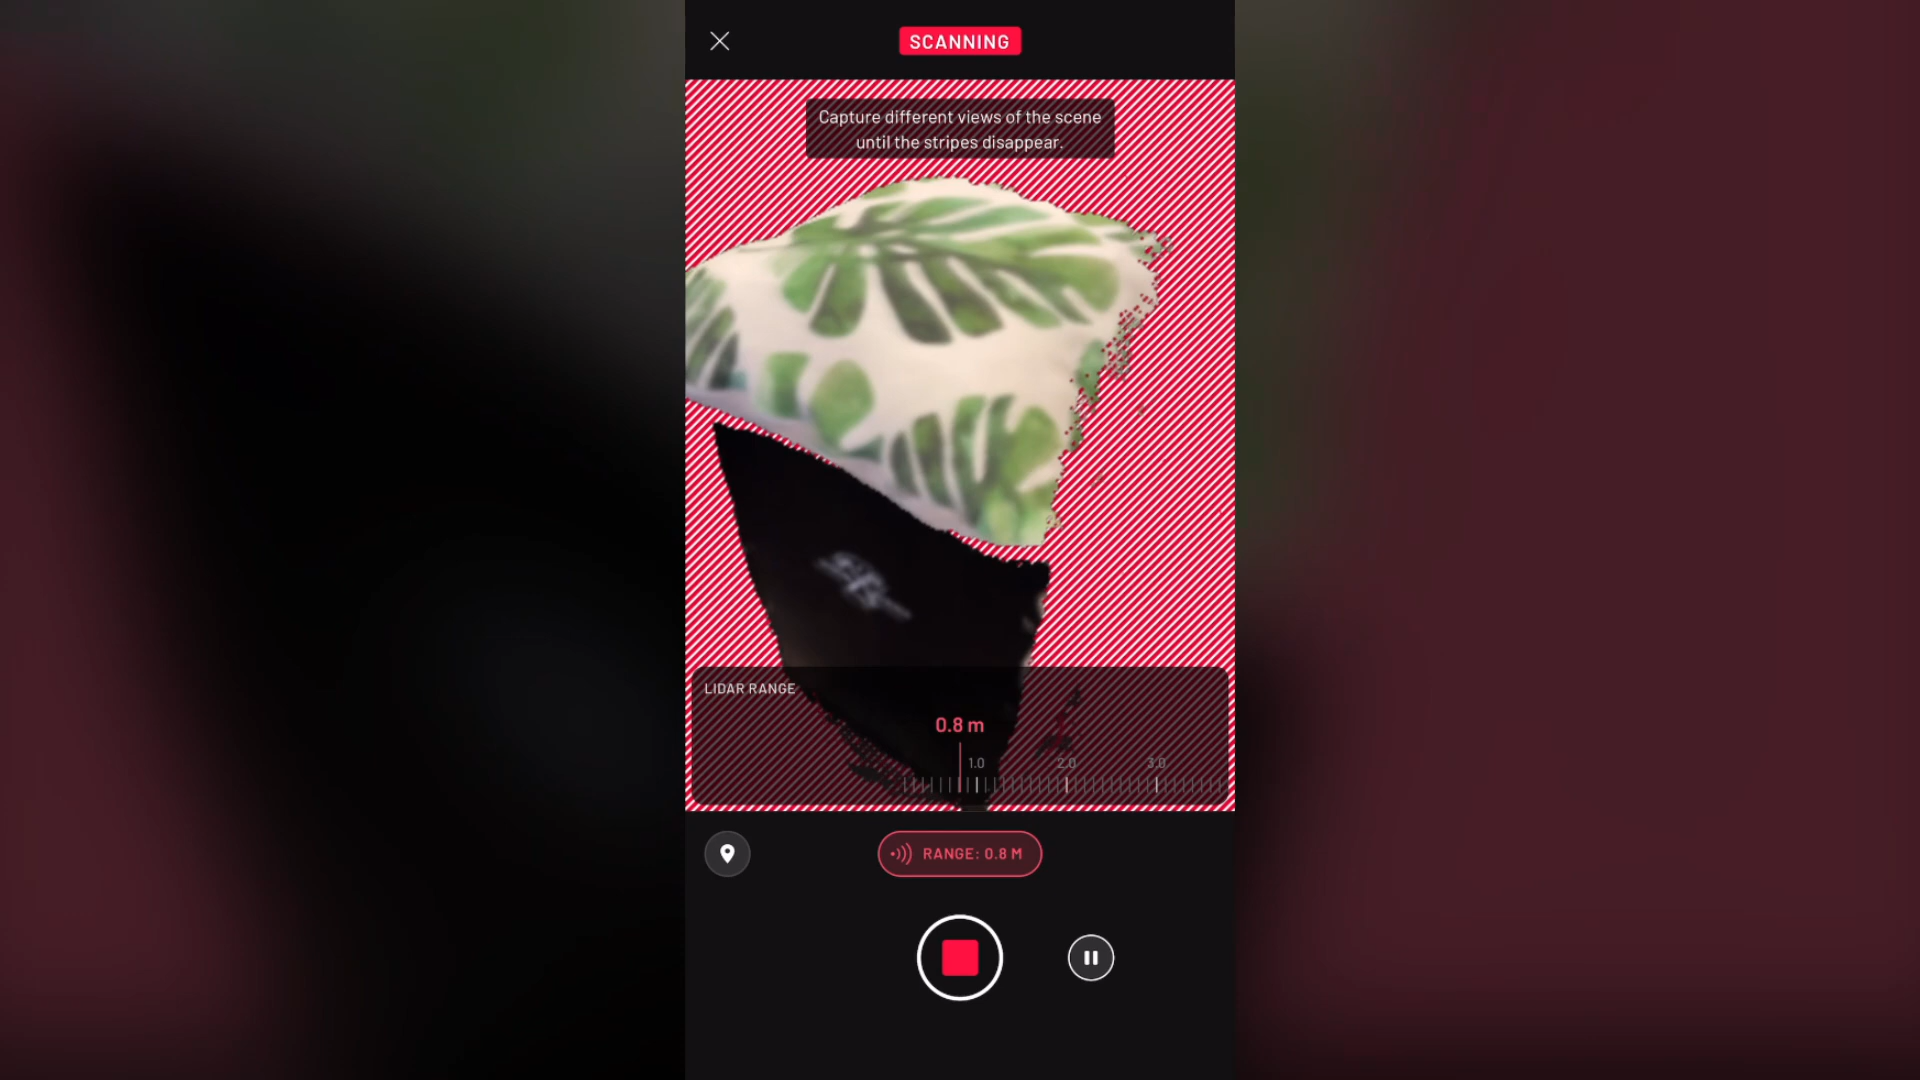 SCANNING
Capture different views of the scene
until the stripes disappear.
LIDAR RANGE
0.8 m
1.0 2.0 3.0
RANGE: 0.8 M